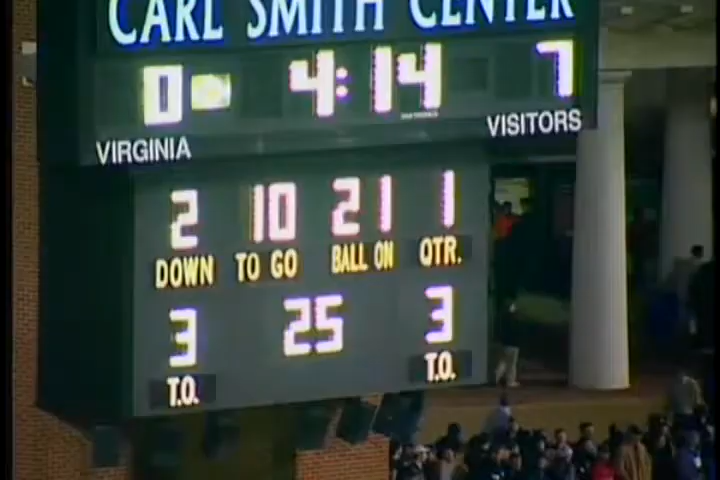 CARL SMITH CENTER
0 4:14 7
VIRGINIA VISITORS
2 10 21 1
DOWN TO GO BALL ON QTR.
3 25 3
T.O. T.O.